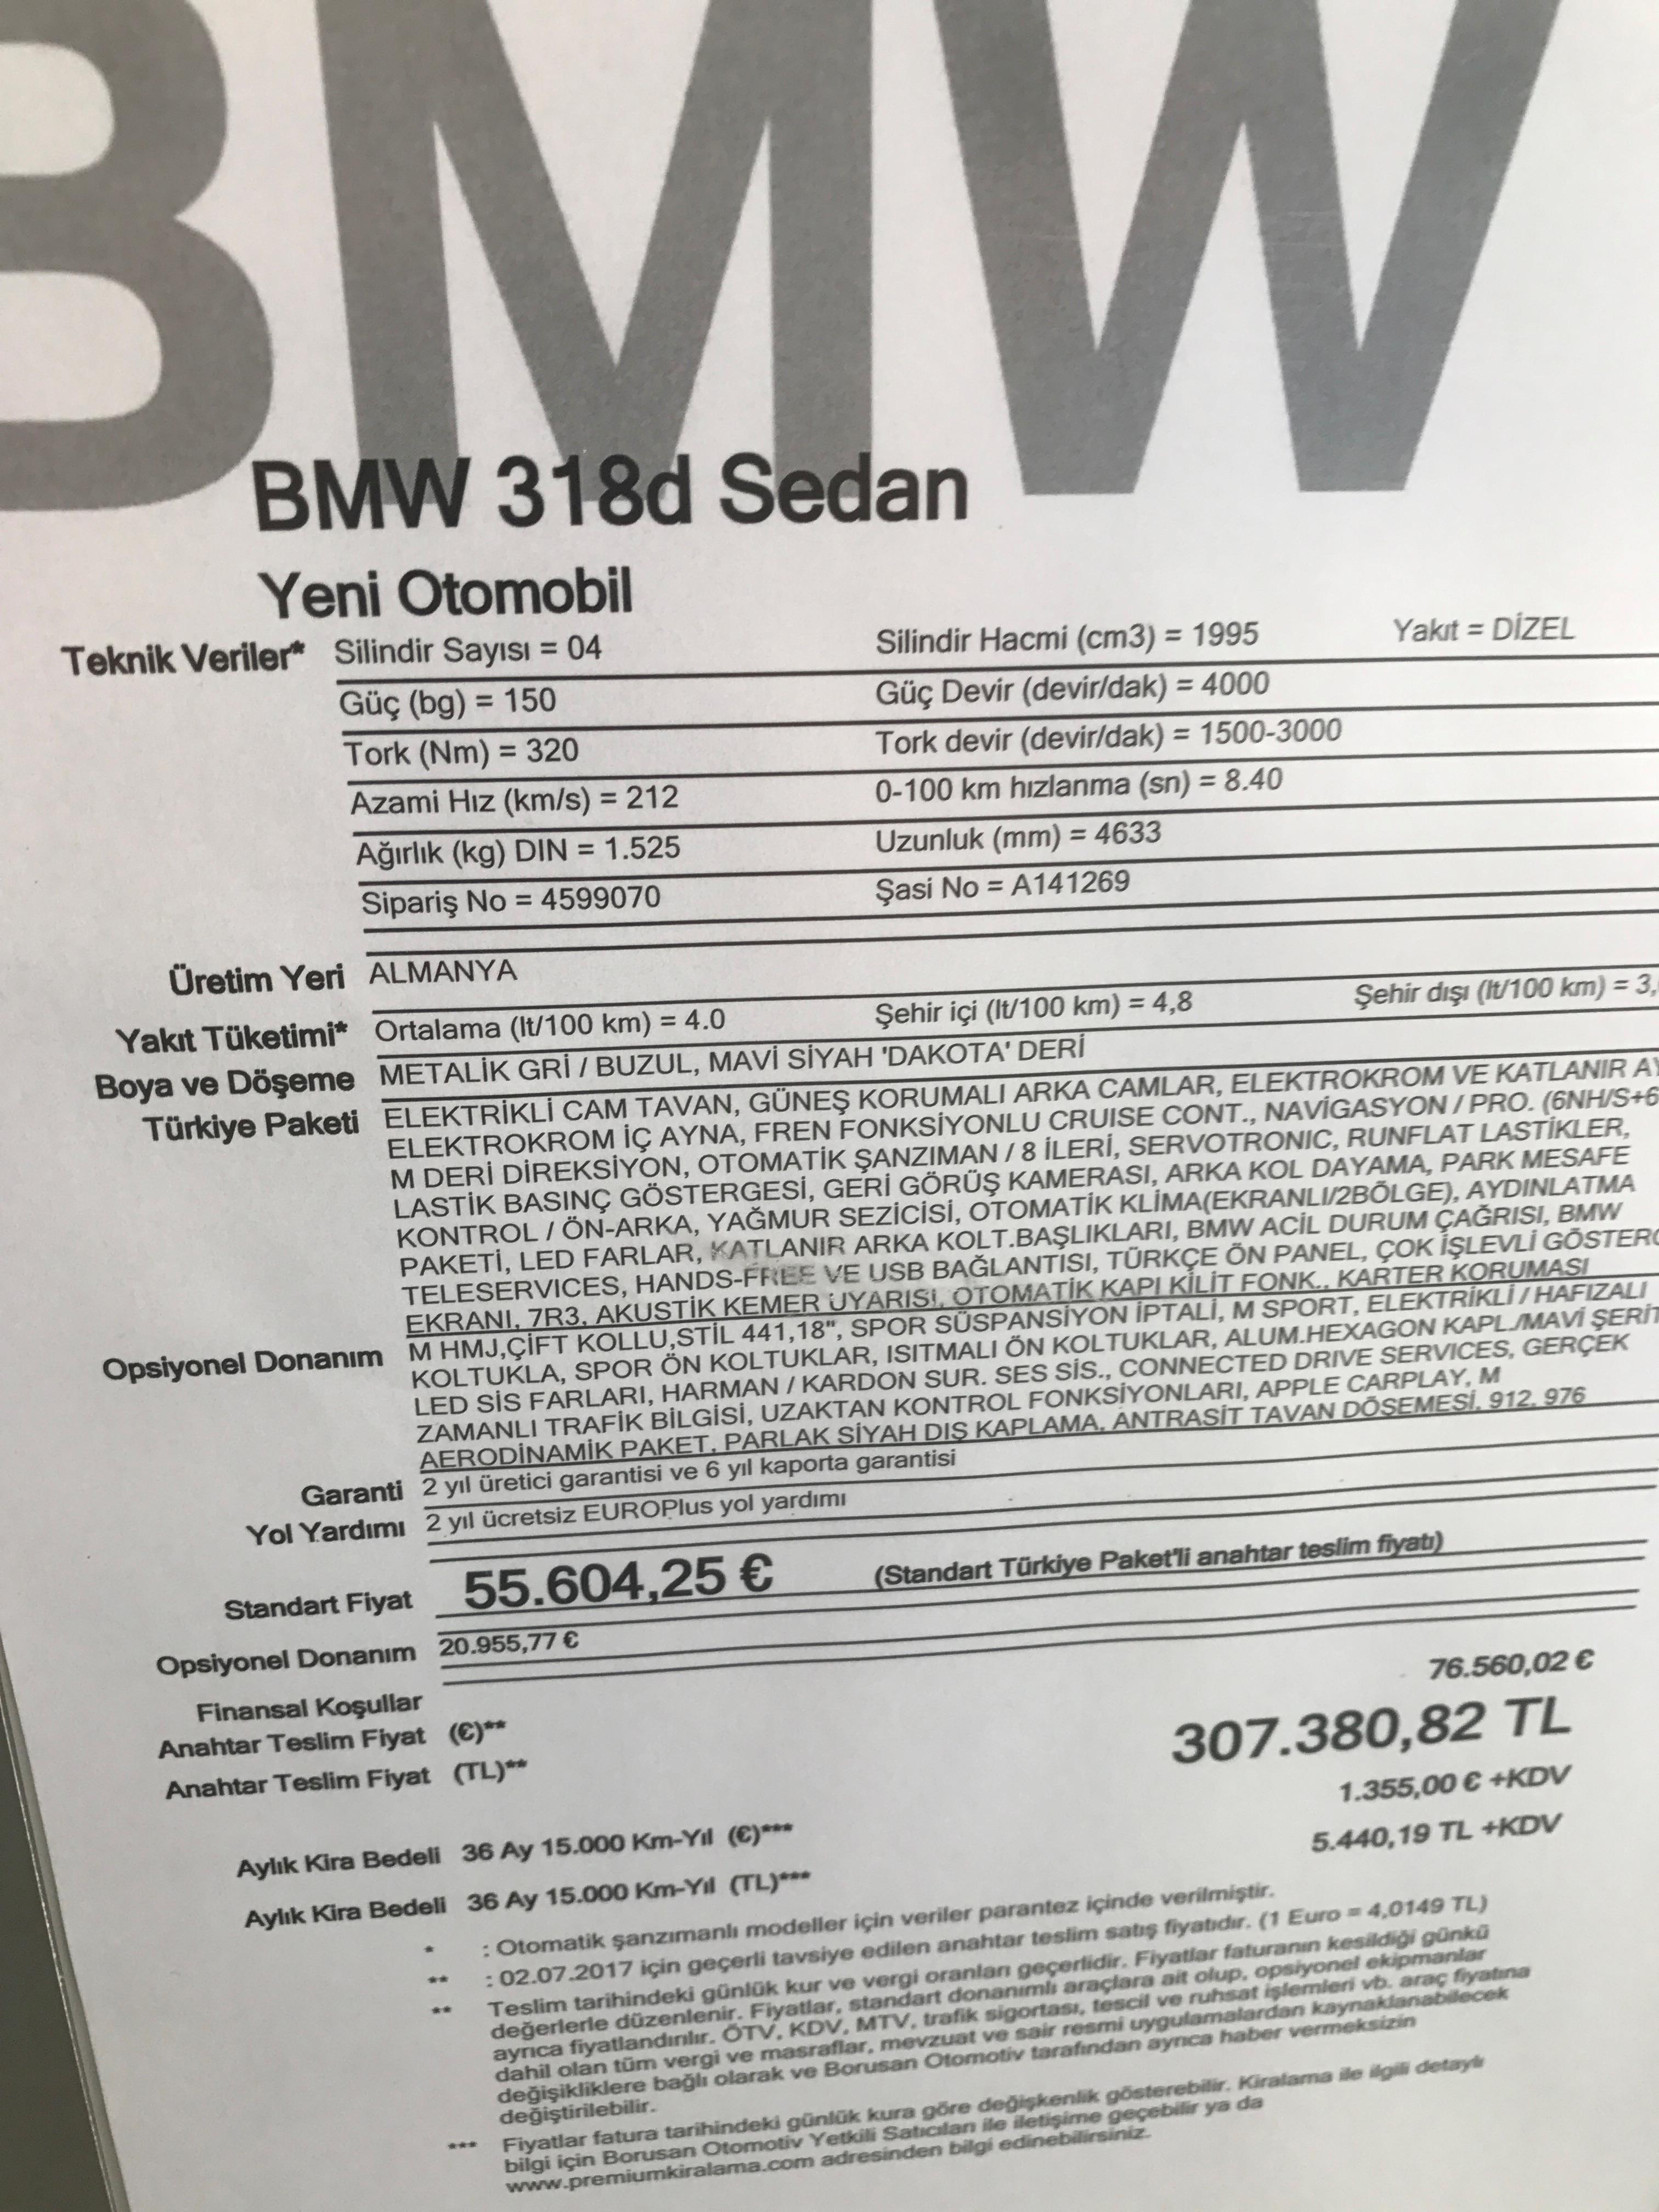 BMW
BMW 318d Sedan
Yeni Otomobil
Teknik Veriler* Silindir Sayısı = 04 Silindir Hacmi (cm3) = 1995 Yakıt = DİZEL
Güç (bg) = 150 Güç Devir (devir/dak) = 4000
Tork (Nm) = 320 Tork devir (devir/dak) = 1500-3000
Azami Hız (km/s) = 212 0-100 km hızlanma (sn) = 8.40
Ağırlık (kg) DIN = 1.525 Uzunluk (mm) = 4633
Sipariş No = 4599070 Şasi No = A141269
Üretim Yeri ALMANYA
Yakıt Tüketimi* Ortalama (lt/100 km) = 4.0 Şehir içi (lt/100 km) = 4,8 Şehir dışı (lt/100 km) = 3,
Boya ve Döşeme METALİK GRİ / BUZUL, MAVİ SİYAH 'DAKOTA' DERİ
Türkiye Paketi ELEKTRİKLİ CAM TAVAN, GÜNEŞ KORUMALI ARKA CAMLAR, ELEKTROKROM VE KATLANIR AY
ELEKTROKROM İÇ AYNA, FREN FONKSİYONLU CRUISE CONT., NAVİGASYON / PRO. (6NH/S+6
M DERİ DİREKSİYON, OTOMATİK ŞANZIMAN / 8 İLERİ, SERVOTRONIC, RUNFLAT LASTİKLER,
LASTİK BASINÇ GÖSTERGESİ, GERİ GÖRÜŞ KAMERASI, ARKA KOL DAYAMA, PARK MESAFE
KONTROL / ÖN-ARKA, YAĞMUR SEZİCİSİ, OTOMATİK KLİMA(EKRANLI/2BÖLGE), AYDINLATMA
PAKETİ, LED FARLAR, KATLANIR ARKA KOLT.BAŞLIKLARI, BMW ACİL DURUM ÇAĞRISI, BMW
TELESERVICES, HANDS-FREE VE USB BAĞLANTISI, TÜRKÇE ÖN PANEL, ÇOK İŞLEVLİ GÖSTERG
EKRANI, 7R3, AKUSTİK KEMER UYARISI, OTOMATİK KAPI KİLİT FONK., KARTER KORUMASI
Opsiyonel Donanım M HMJ,ÇİFT KOLLU,STİL 441,18", SPOR SÜSPANSİYON İPTALİ, M SPORT, ELEKTRİKLİ / HAFIZALI
KOLTUKLA, SPOR ÖN KOLTUKLAR, ISITMALI ÖN KOLTUKLAR, ALUM.HEXAGON KAPL./MAVİ ŞERİT
LED SİS FARLARI, HARMAN / KARDON SUR. SES SİS., CONNECTED DRIVE SERVICES, GERÇEK
ZAMANLI TRAFİK BİLGİSİ, UZAKTAN KONTROL FONKSİYONLARI, APPLE CARPLAY, M
AERODİNAMİK PAKET, PARLAK SİYAH DIŞ KAPLAMA, ANTRASİT TAVAN DÖŞEMESİ, 912, 976
Garanti 2 yıl üretici garantisi ve 6 yıl kaporta garantisi
Yol Yardımı 2 yıl ücretsiz EUROPlus yol yardımı
Standart Fiyat 55.604,25 € (Standart Türkiye Paket'li anahtar teslim fiyatı)
Opsiyonel Donanım 20.955,77 €
Finansal Koşullar
Anahtar Teslim Fiyat (€)** 76.560,02 €
Anahtar Teslim Fiyat (TL)** 307.380,82 TL
Aylık Kira Bedeli 36 Ay 15.000 Km-Yıl (€)*** 1.355,00 € +KDV
Aylık Kira Bedeli 36 Ay 15.000 Km-Yıl (TL)*** 5.440,19 TL +KDV
* : Otomatik şanzımanlı modeller için veriler parantez içinde verilmiştir.
** : 02.07.2017 için geçerli tavsiye edilen anahtar teslim satış fiyatıdır. (1 Euro = 4,0149 TL)
** Teslim tarihindeki günlük kur ve vergi oranları geçerlidir. Fiyatlar faturanın kesildiği günkü
değerlerle düzenlenir. Fiyatlar, standart donanımlı araçlara ait olup, opsiyonel ekipmanlar
ayrıca fiyatlandırılır. ÖTV, KDV, MTV, trafik sigortası, tescil ve ruhsat işlemleri vb. araç fiyatına
dahil olan tüm vergi ve masraflar, mevzuat ve sair resmi uygulamalardan kaynaklanabilecek
değişikliklere bağlı olarak ve Borusan Otomotiv tarafından ayrıca haber vermeksizin
değiştirilebilir.
*** Fiyatlar fatura tarihindeki günlük kura göre değişkenlik gösterebilir. Kiralama ile ilgili detaylı
bilgi için Borusan Otomotiv Yetkili Satıcıları ile iletişime geçebilir ya da
www.premiumkiralama.com adresinden bilgi edinebilirsiniz.